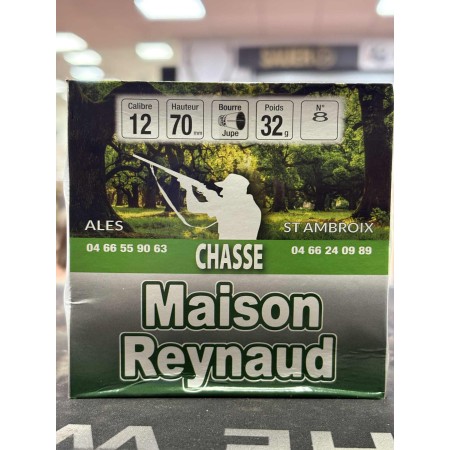 Calibre Hauteur Bourre Poids N°
12 70 mm Jupe 32 g 8
ALES ST AMBROIX
04 66 55 90 63 CHASSE 04 66 24 09 89
Maison
Reynaud